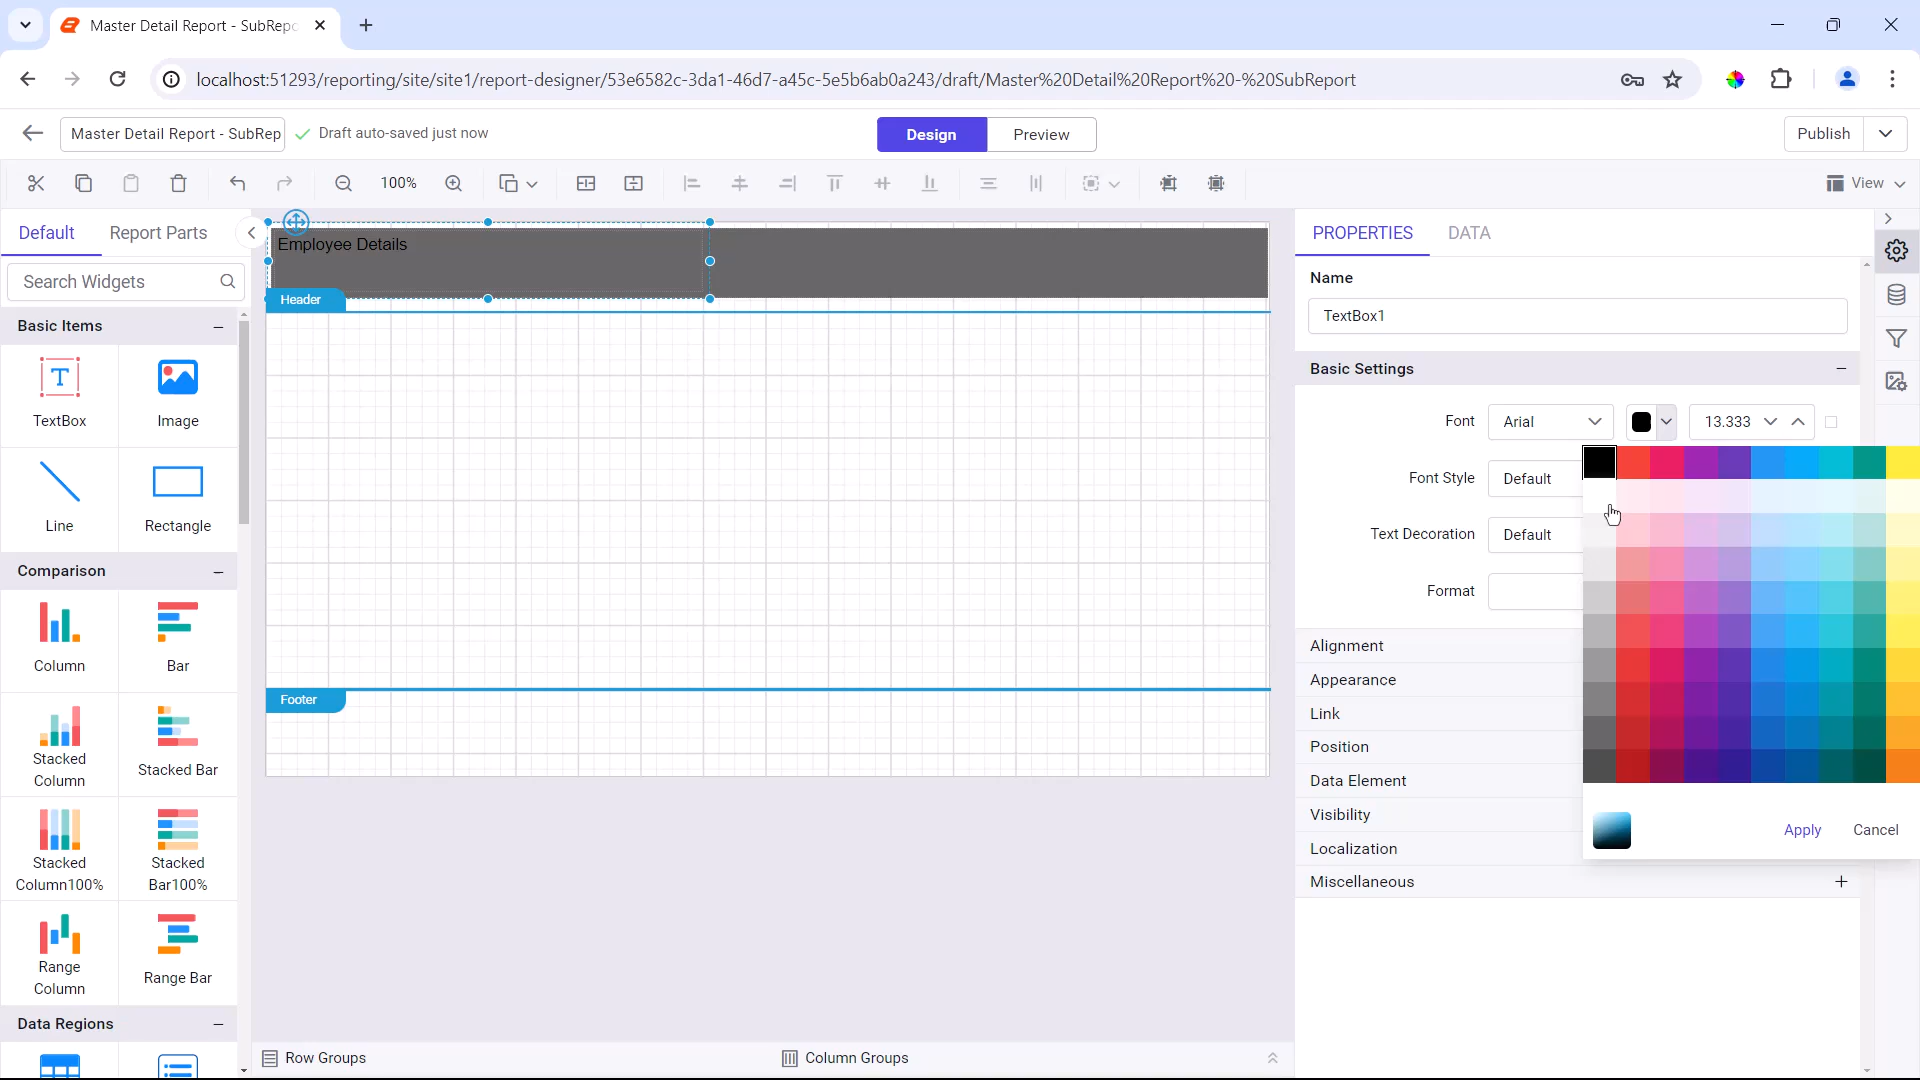 Master Detail Report - SubRepo
localhost:51293/reporting/site/site1/report-designer/53e6582c-3da1-46d7-a45c-5e5b6ab0a243/draft/Master%20Detail%20Report%20-%20SubReport
Master Detail Report - SubRep
Draft auto-saved just now
Design
Preview
Publish
100%
View
Default
Report Parts
Search Widgets
Basic Items
TextBox
Image
Line
Rectangle
Comparison
Column
Bar
Stacked
Column
Stacked Bar
Stacked
Column100%
Stacked
Bar100%
Range
Column
Range Bar
Data Regions
Employee Details
Header
Footer
Row Groups
Column Groups
PROPERTIES
DATA
Name
TextBox1
Basic Settings
Font
Arial
13.333
Font Style
Default
Text Decoration
Default
Format
Alignment
Appearance
Link
Position
Data Element
Visibility
Localization
Miscellaneous
Apply
Cancel